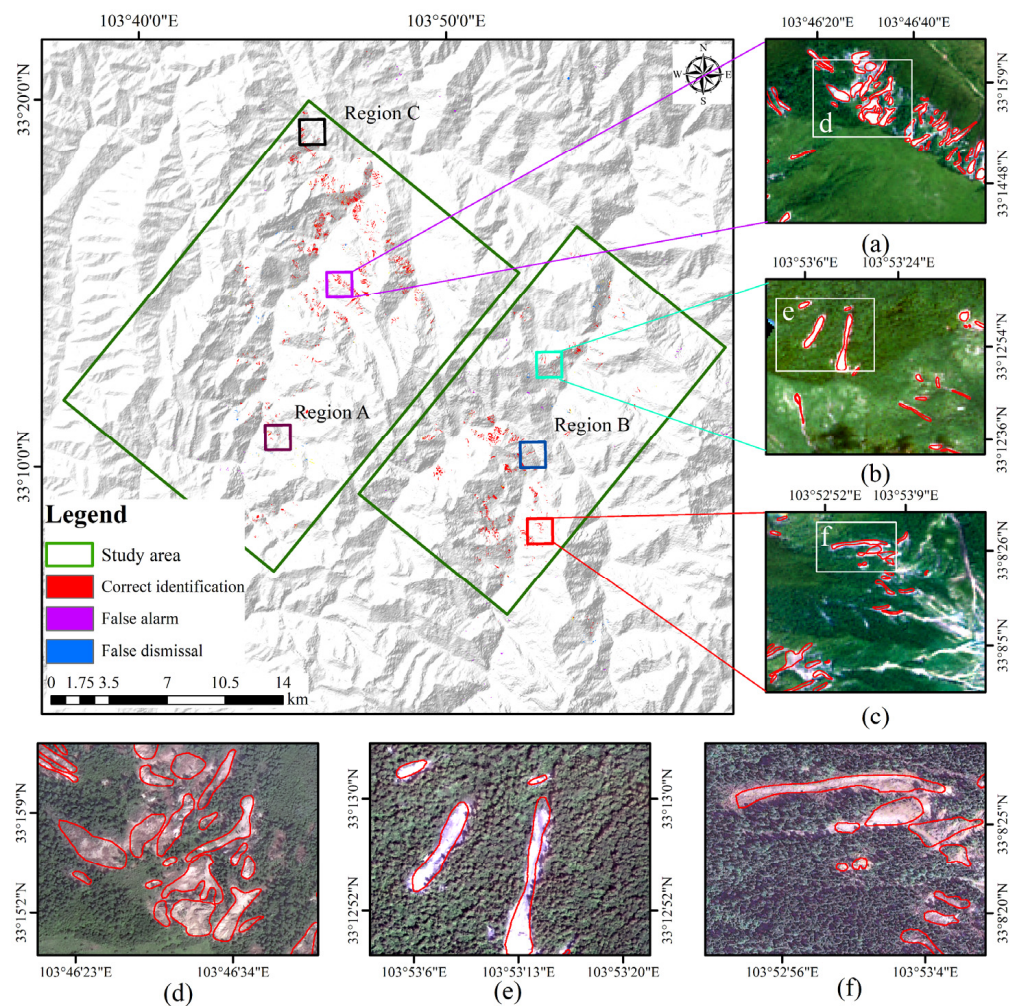 103°40'0"E
103°50'0"E
103°46'20"E
103°46'40"E
N
W
E
S
33°20'0"N
33°10'0"N
Region C
Region A
Region B
d
33°15'9"N
33°14'48"N
(a)
103°53'6"E
103°53'24"E
e
33°12'54"N
33°12'36"N
(b)
103°52'52"E
103°53'9"E
f
33°8'26"N
33°8'5"N
(c)
Legend
Study area
Correct identification
False alarm
False dismissal
0 1.75 3.5 7 10.5 14
km
33°15'9"N
33°15'2"N
103°46'23"E
103°46'34"E
(d)
33°13'0"N
33°12'52"N
103°53'6"E
103°53'13"E
103°53'20"E
(e)
33°13'0"N
33°12'52"N
33°8'25"N
33°8'20"N
103°52'56"E
103°53'4"E
(f)